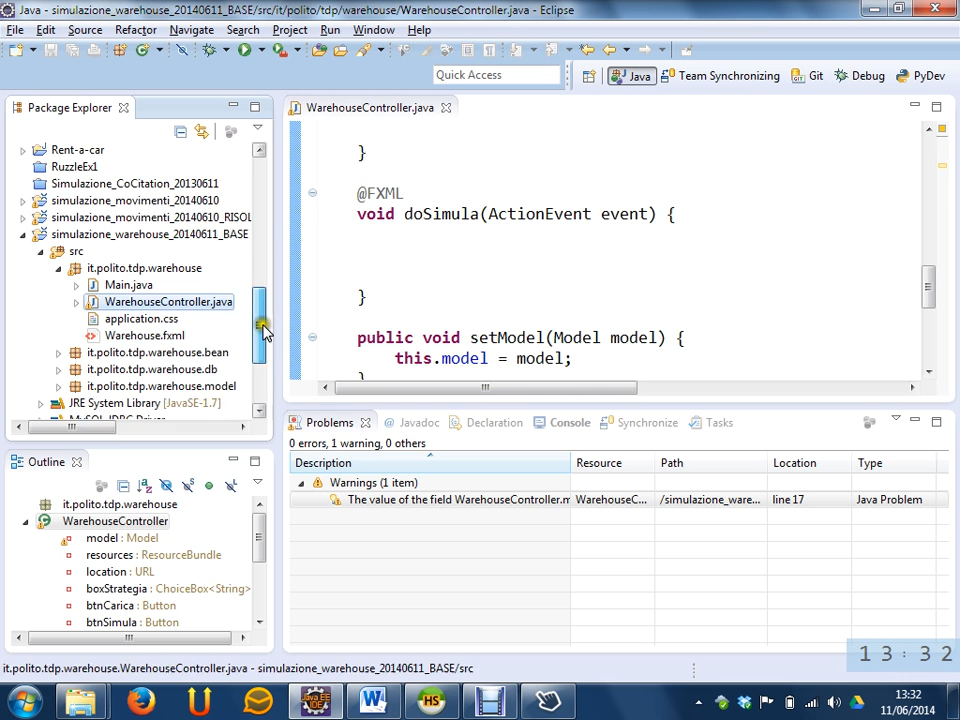 Java - simulazione_warehouse_20140611_BASE/src/it/polito/tdp/warehouse/WarehouseController.java - Eclipse
File Edit Source Refactor Navigate Search Project Run Window Help
Quick Access
Java Team Synchronizing Git Debug PyDev
Package Explorer
Rent-a-car
RuzzleEx1
Simulazione_CoCitation_20130611
simulazione_movimenti_20140610
simulazione_movimenti_20140610_RISOL
simulazione_warehouse_20140611_BASE
src
it.polito.tdp.warehouse
Main.java
WarehouseController.java
application.css
Warehouse.fxml
it.polito.tdp.warehouse.bean
it.polito.tdp.warehouse.db
it.polito.tdp.warehouse.model
JRE System Library [JavaSE-1.7]
WarehouseController.java
}
@FXML
void doSimula(ActionEvent event) {
}
public void setModel(Model model) {
this.model = model;
}
Outline
it.polito.tdp.warehouse
WarehouseController
model : Model
resources : ResourceBundle
location : URL
boxStrategia : ChoiceBox<String>
btnCarica : Button
btnSimula : Button
Problems @ Javadoc Declaration Console Synchronize Tasks
0 errors, 1 warning, 0 others
Description Resource Path Location Type
Warnings (1 item)
The value of the field WarehouseController.m WarehouseC... /simulazione_ware... line 17 Java Problem
it.polito.tdp.warehouse.WarehouseController.java - simulazione_warehouse_20140611_BASE/src
13:32
Java EE
IDE
W
HS
13:32
11/06/2014